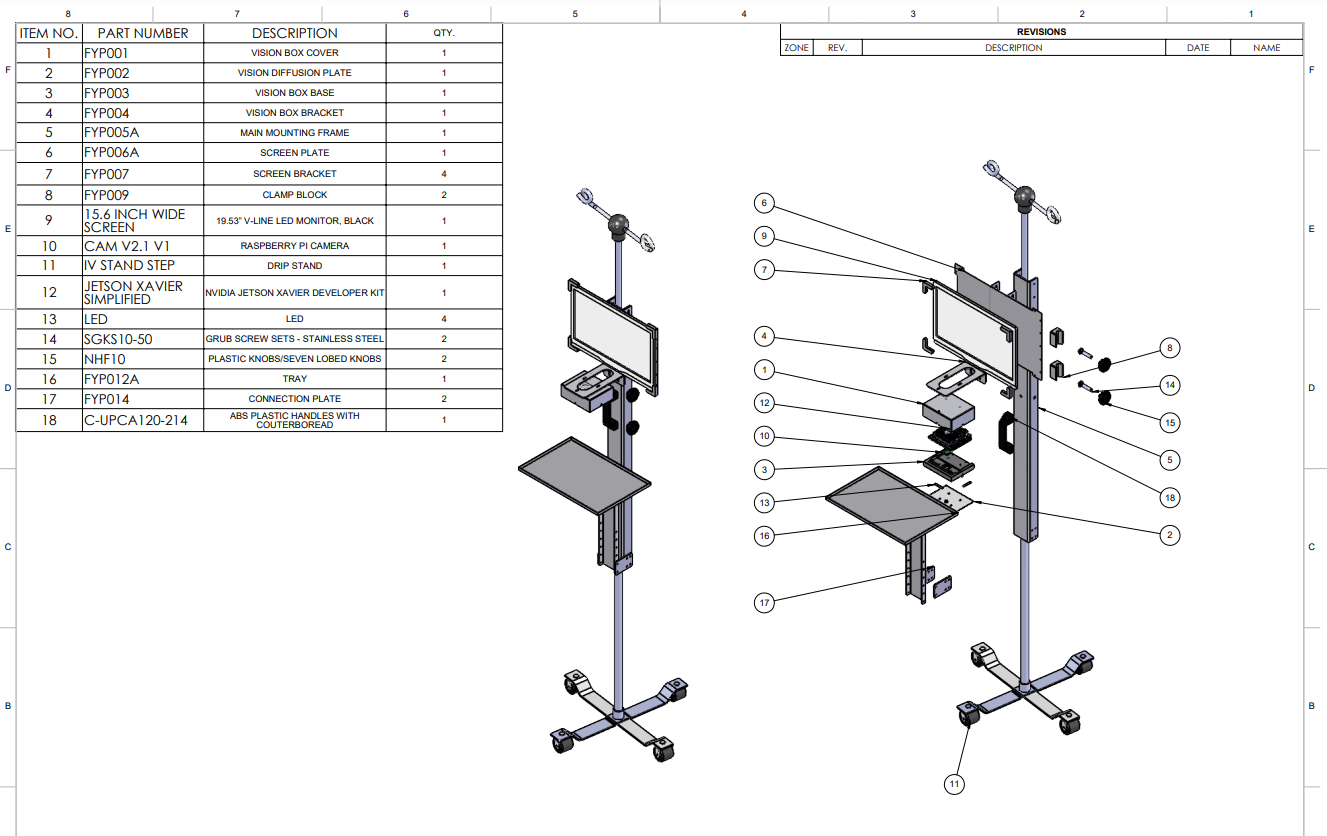 8 7 6 5 4 3 2 1
ITEM NO. PART NUMBER DESCRIPTION QTY.
1 FYP001 VISION BOX COVER 1
2 FYP002 VISION DIFFUSION PLATE 1
3 FYP003 VISION BOX BASE 1
4 FYP004 VISION BOX BRACKET 1
5 FYP005A MAIN MOUNTING FRAME 1
6 FYP006A SCREEN PLATE 1
7 FYP007 SCREEN BRACKET 4
8 FYP009 CLAMP BLOCK 2
9 15.6 INCH WIDE SCREEN 19.53" V-LINE LED MONITOR, BLACK 1
10 CAM V2.1 V1 RASPBERRY PI CAMERA 1
11 IV STAND STEP DRIP STAND 1
12 JETSON XAVIER SIMPLIFIED NVIDIA JETSON XAVIER DEVELOPER KIT 1
13 LED LED 4
14 SGKS10-50 GRUB SCREW SETS - STAINLESS STEEL 2
15 NHF10 PLASTIC KNOBS/SEVEN LOBED KNOBS 2
16 FYP012A TRAY 1
17 FYP014 CONNECTION PLATE 2
18 C-UPCA120-214 ABS PLASTIC HANDLES WITH COUTERBOREAD 1
REVISIONS
ZONE REV. DESCRIPTION DATE NAME
F
E
D
C
B
F
E
D
C
B
6
9
7
4
1
12
10
3
13
16
17
11
8
14
15
5
18
2